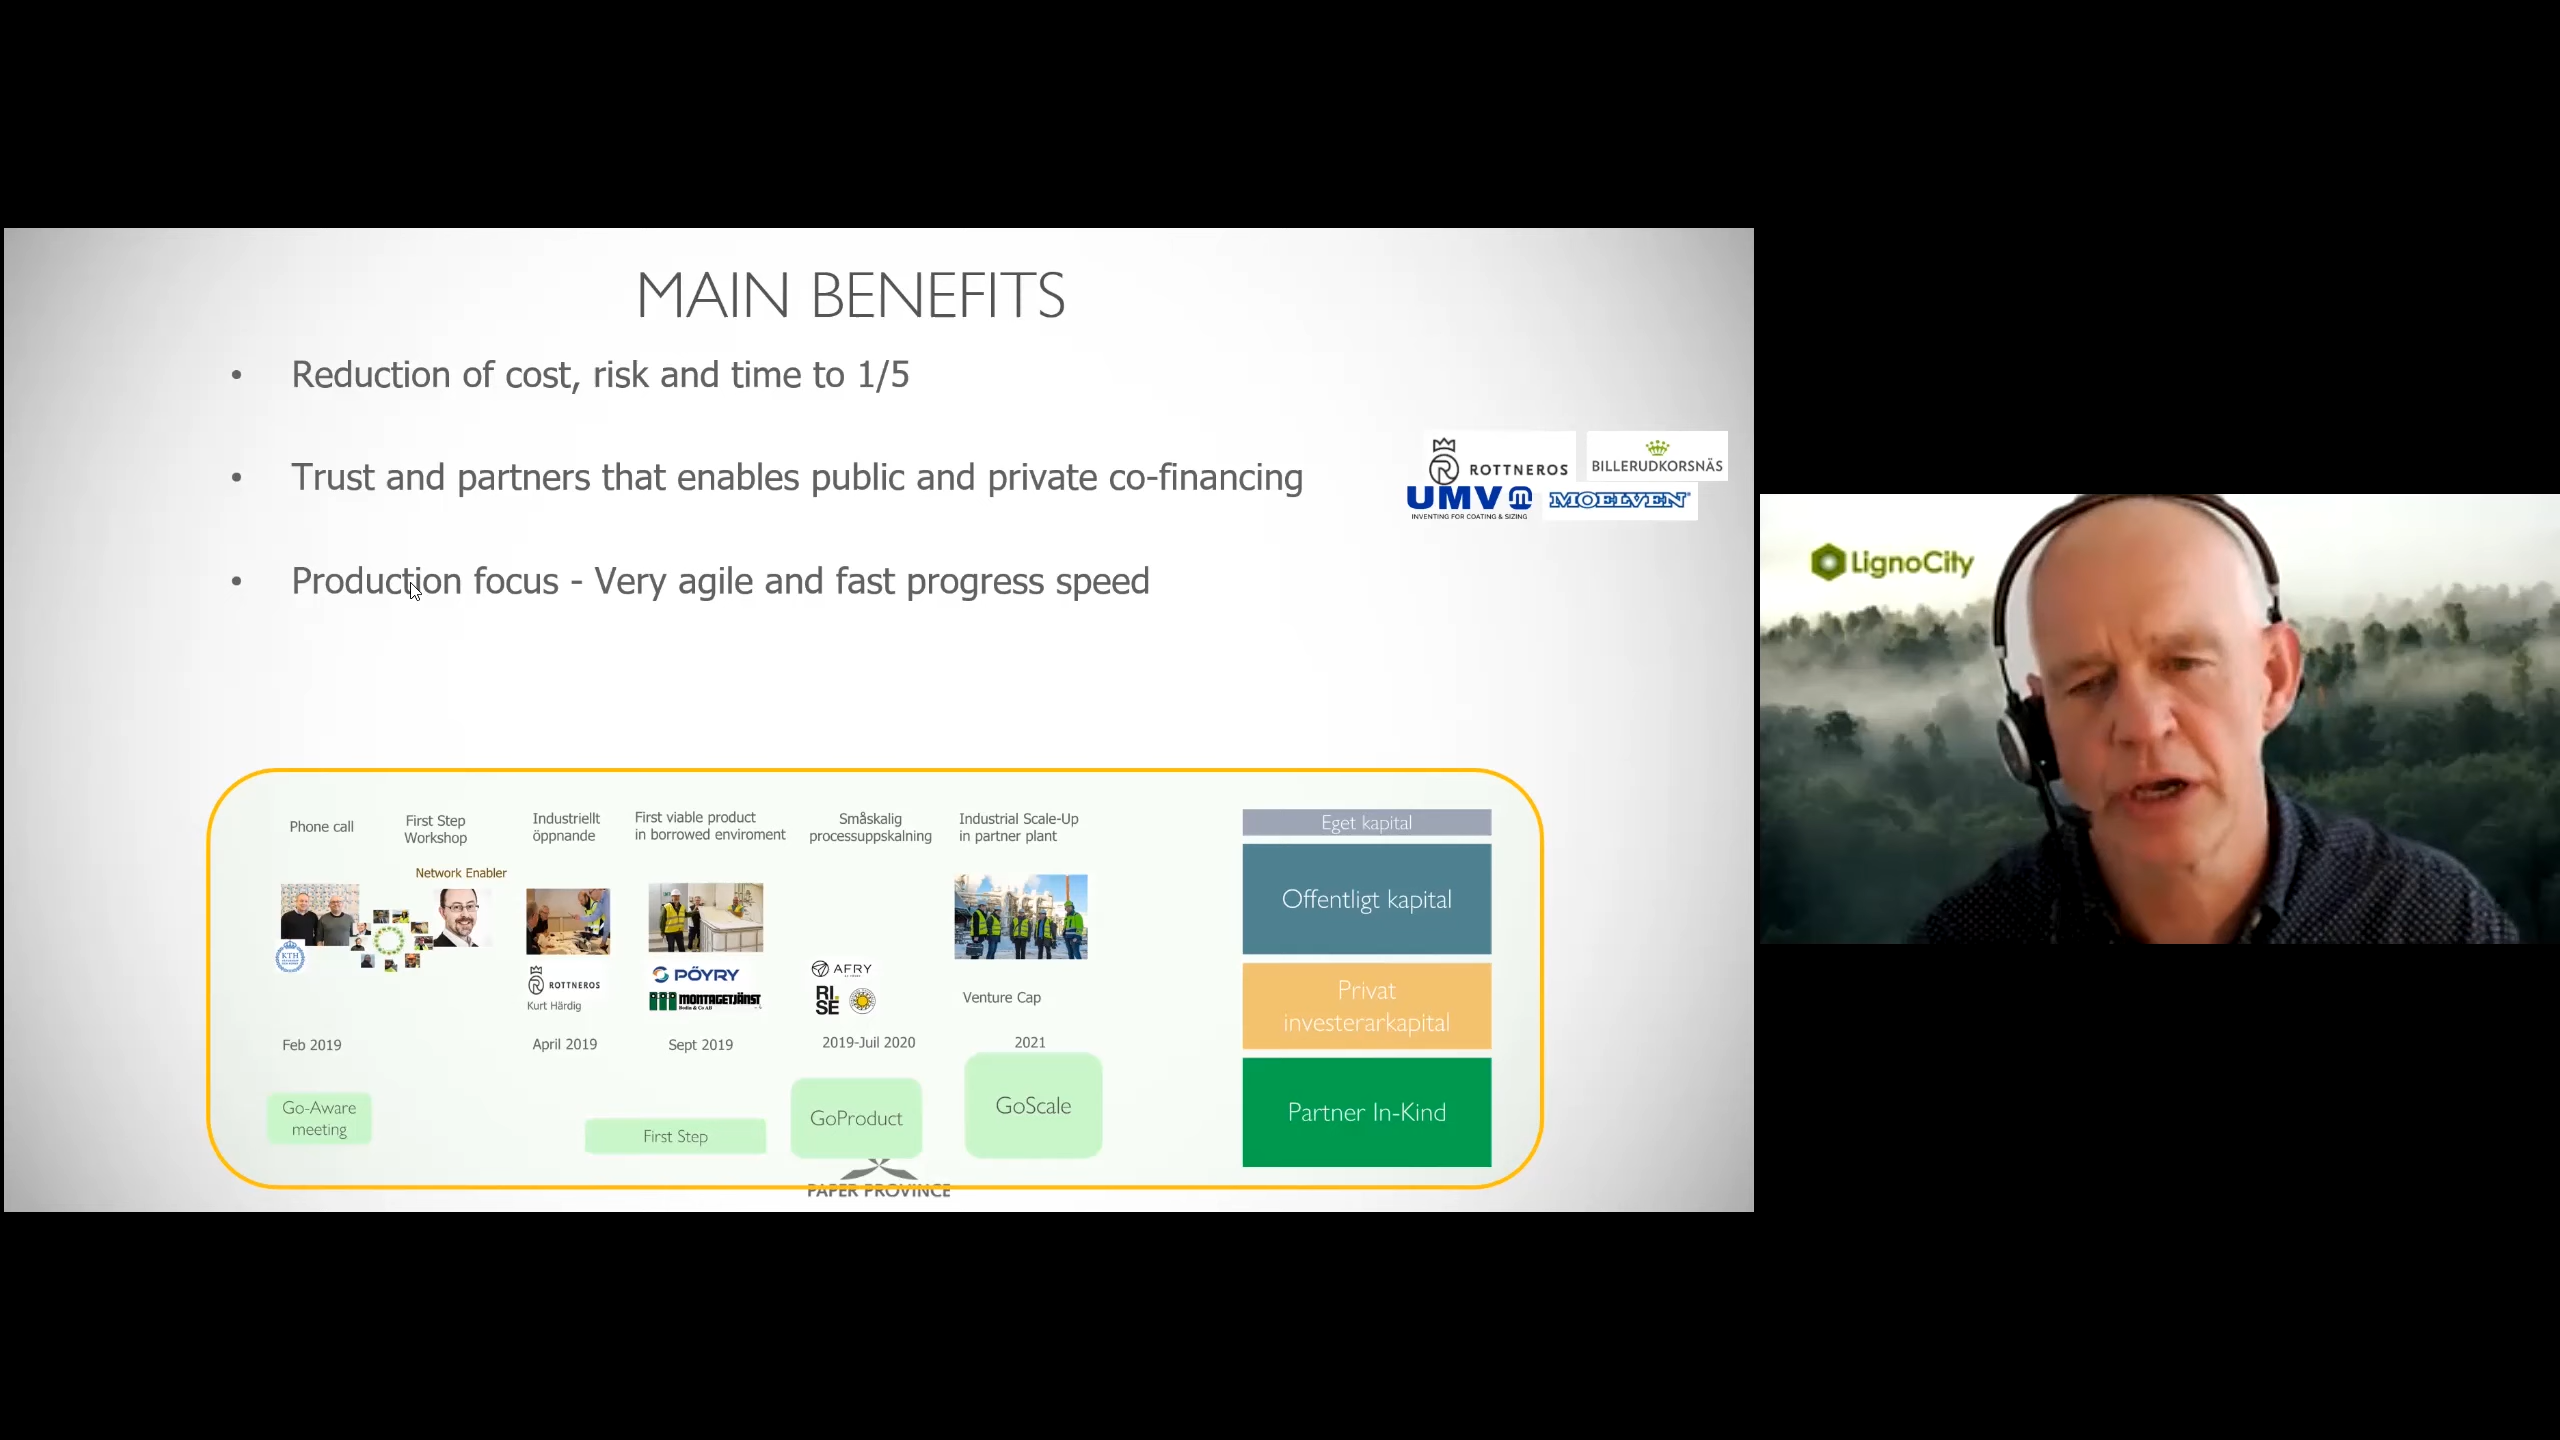 MAIN BENEFITS
• Reduction of cost, risk and time to 1/5
• Trust and partners that enables public and private co-financing
• Production focus - Very agile and fast progress speed
ROTTNEROS
BILLERUDKORSNÄS
UMV
INVENTING FOR COATING & SIZING
MOELVEN
LignoCity
Phone call
First Step
Workshop
Industriellt
öppnande
First viable product
in borrowed enviroment
Småskalig
processuppskalning
Industrial Scale-Up
in partner plant
Network Enabler
KTH
ROTTNEROS
Kurt Härdig
PÖYRY
MONTAGETJÄNST
Bodin & Co AB
AFRY
RI.
SE
Venture Cap
Feb 2019
April 2019
Sept 2019
2019-Juil 2020
2021
Go-Aware
meeting
First Step
GoProduct
GoScale
Eget kapital
Offentligt kapital
Privat
investerarkapital
Partner In-Kind
PAPER PROVINCE